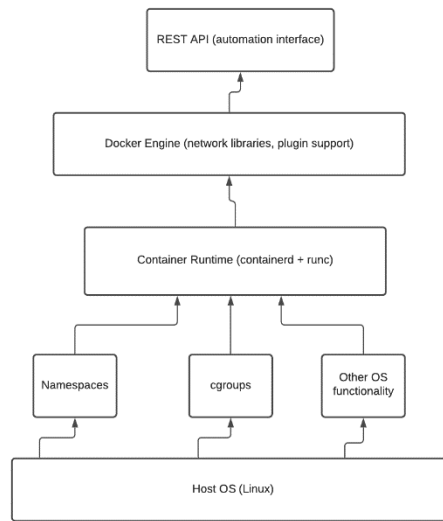 REST API (automation interface)
Docker Engine (network libraries, plugin support)
Container Runtime (containerd + runc)
Namespaces
cgroups
Other OS
functionality
Host OS (Linux)